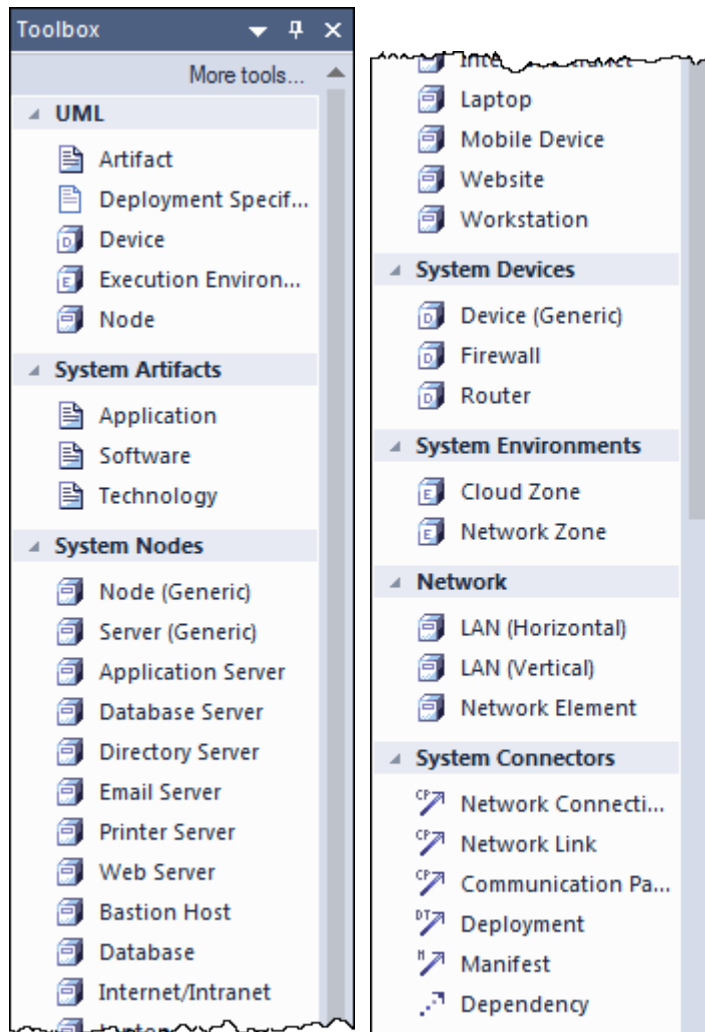 Toolbox
More tools...
UML
Artifact
Deployment Specif...
Device
Execution Environ...
Node
System Artifacts
Application
Software
Technology
System Nodes
Node (Generic)
Server (Generic)
Application Server
Database Server
Directory Server
Email Server
Printer Server
Web Server
Bastion Host
Database
Internet/Intranet
Laptop
Mobile Device
Website
Workstation
System Devices
Device (Generic)
Firewall
Router
System Environments
Cloud Zone
Network Zone
Network
LAN (Horizontal)
LAN (Vertical)
Network Element
System Connectors
Network Connecti...
Network Link
Communication Pa...
Deployment
Manifest
Dependency